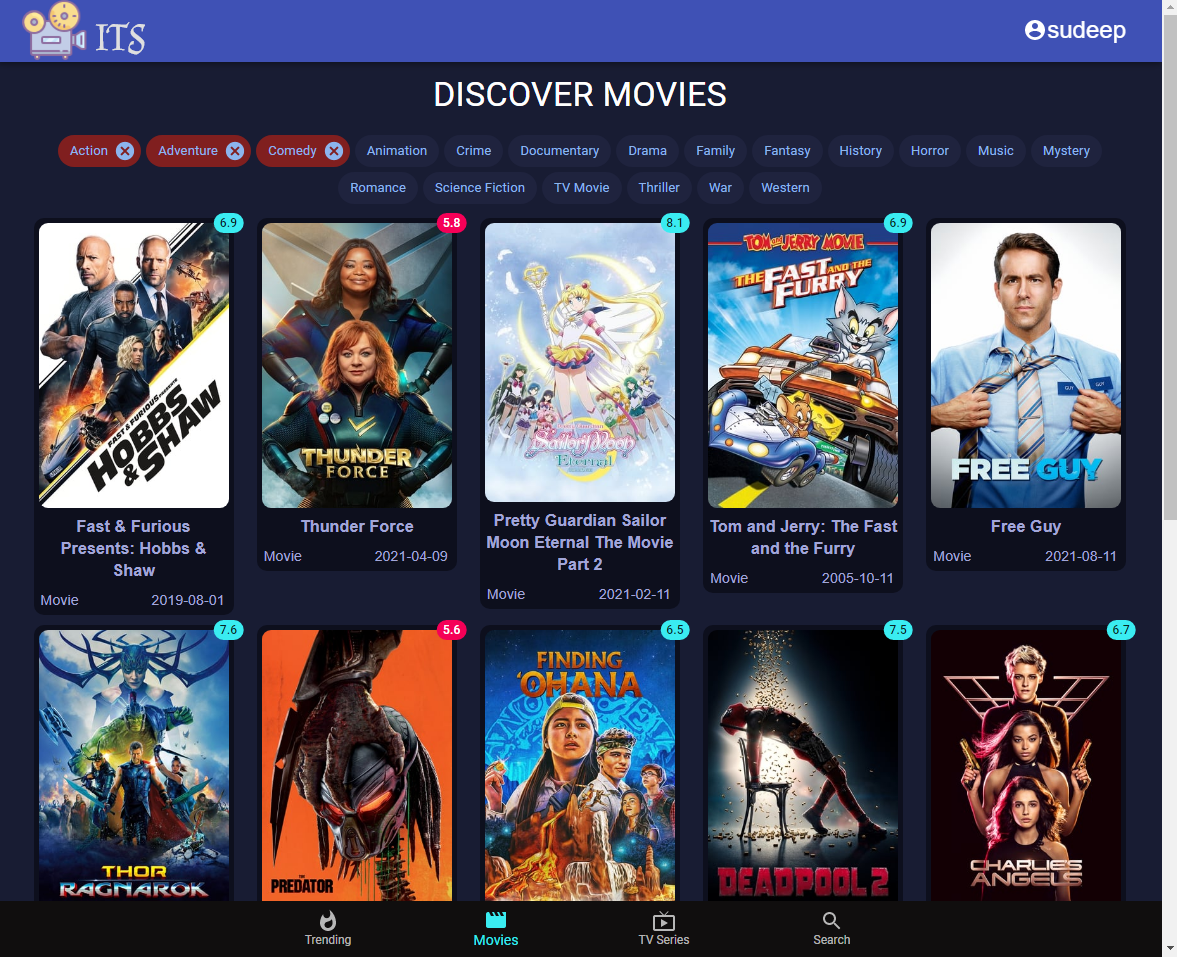 ITS
sudeep
DISCOVER MOVIES
Action Adventure Comedy Animation Crime Documentary Drama Family Fantasy History Horror Music Mystery
Romance Science Fiction TV Movie Thriller War Western
6.9
5.8
8.1
6.9
FAST & FURIOUS
HOBBS
& SHAW
THUNDER
FORCE
Sailor Moon
Eternal
TOM AND JERRY MOVIE
THE FAST AND THE
FURRY
GUY GUY
FREE GUY
Fast & Furious
Presents: Hobbs &
Shaw
Movie 2019-08-01
Thunder Force
Movie 2021-04-09
Pretty Guardian Sailor
Moon Eternal The Movie
Part 2
Movie 2021-02-11
Tom and Jerry: The Fast
and the Furry
Movie 2005-10-11
Free Guy
Movie 2021-08-11
7.6
5.6
6.5
7.5
6.7
THOR
RAGNAROK
THE
PREDATOR
FINDING
'OHANA
DEADPOOL 2
CHARLIE'S
ANGELS
Trending Movies TV Series Search